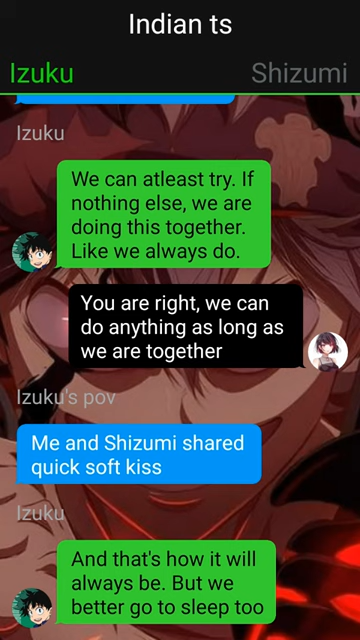 Indian ts
Izuku Shizumi
Izuku
We can atleast try. If
nothing else, we are
doing this together.
Like we always do.
You are right, we can
do anything as long as
we are together
Izuku's pov
Me and Shizumi shared
quick soft kiss
Izuku
And that's how it will
always be. But we
better go to sleep too